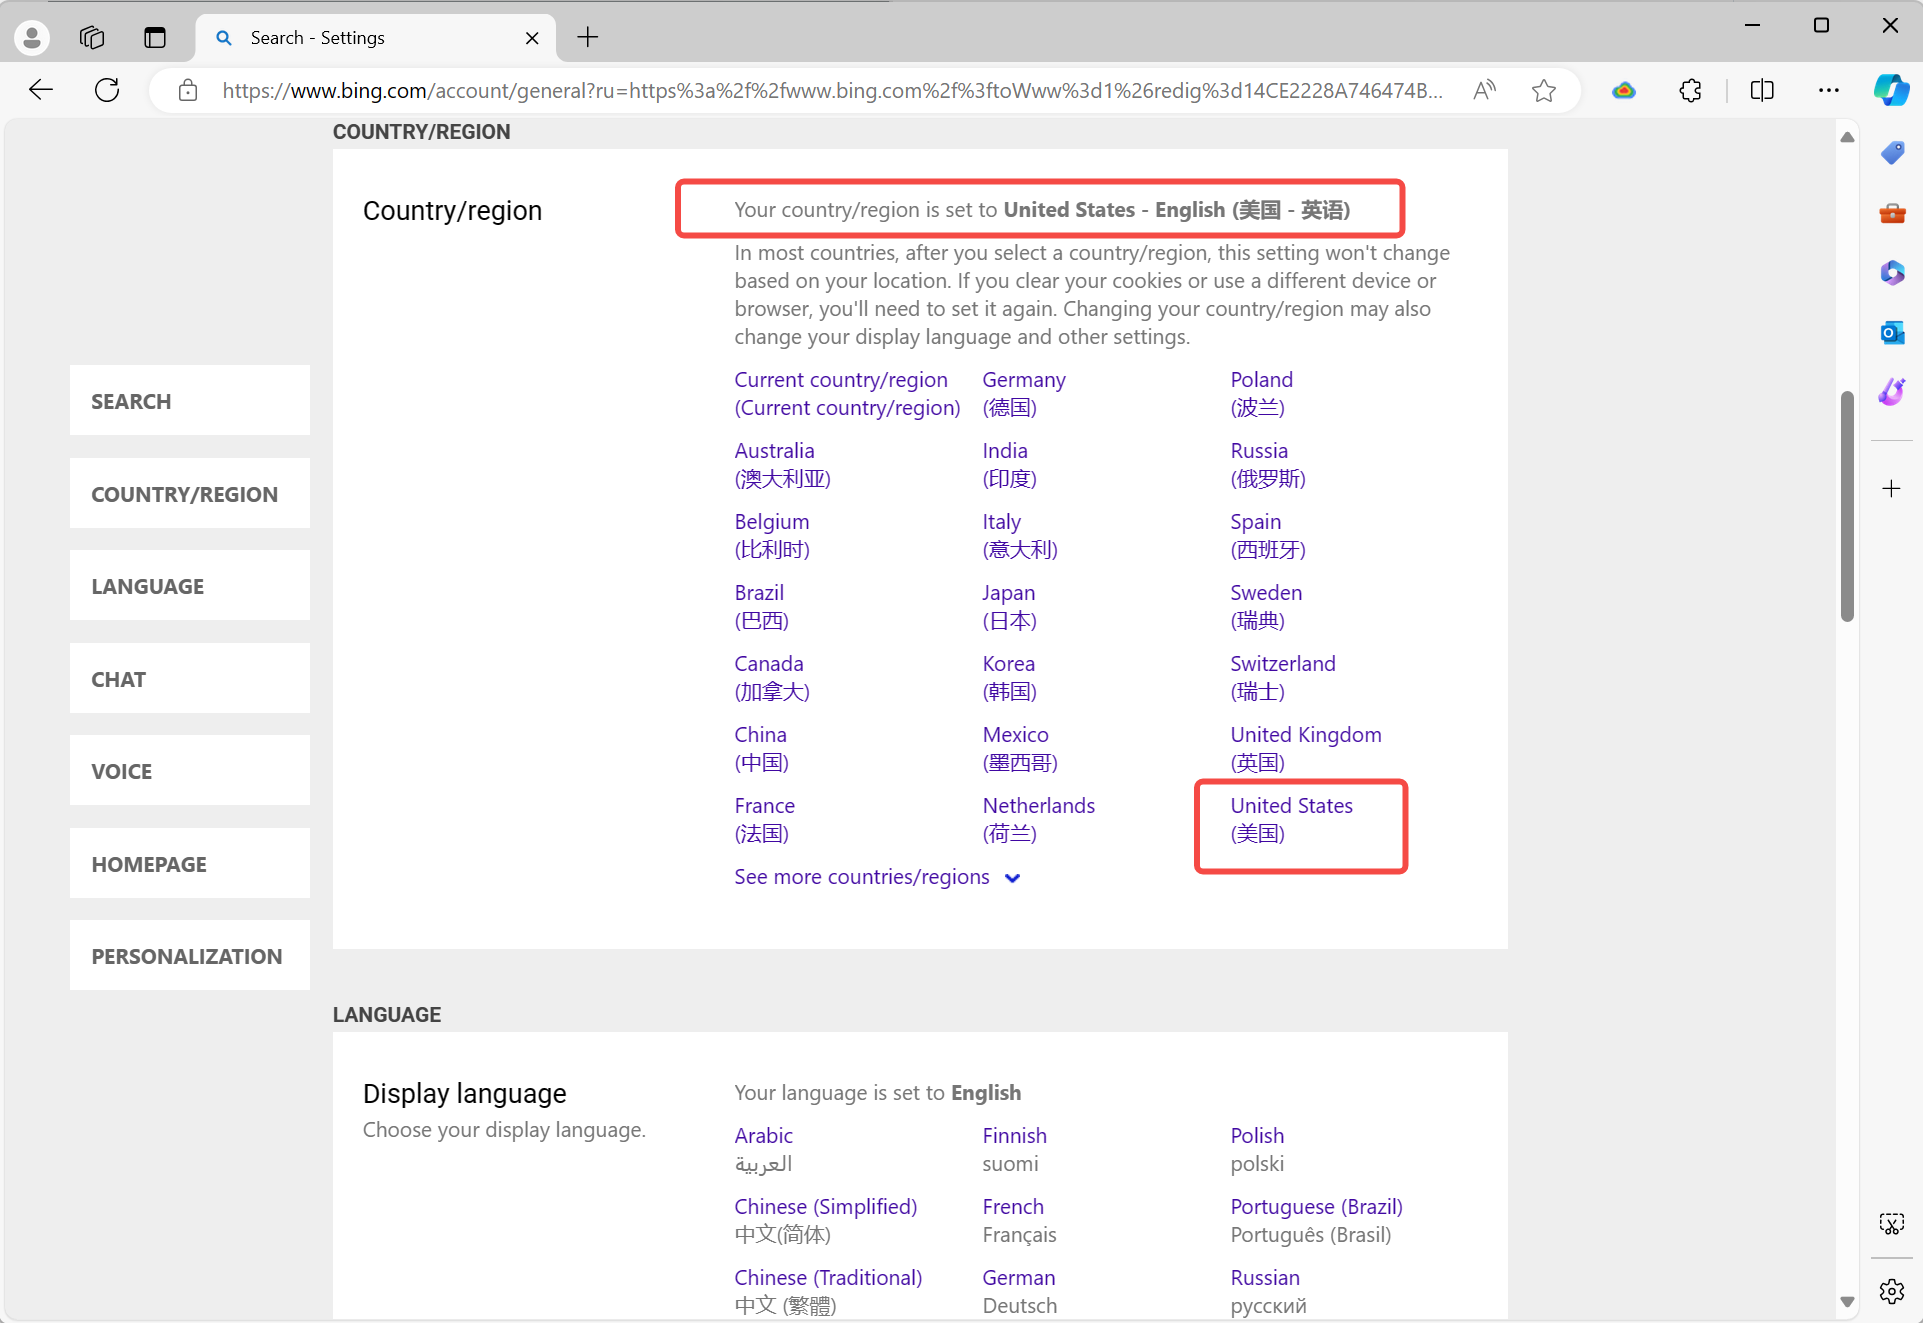 Search - Settings
https://www.bing.com/account/general?ru=https%3a%2f%2fwww.bing.com%2f%3ftoWww%3d1%26redig%3d14CE2228A746474B...
COUNTRY/REGION
Country/region
Your country/region is set to United States - English (美国 - 英语)
In most countries, after you select a country/region, this setting won't change
based on your location. If you clear your cookies or use a different device or
browser, you'll need to set it again. Changing your country/region may also
change your display language and other settings.
Current country/region
(Current country/region)
Germany
(德国)
Poland
(波兰)
Australia
(澳大利亚)
India
(印度)
Russia
(俄罗斯)
Belgium
(比利时)
Italy
(意大利)
Spain
(西班牙)
Brazil
(巴西)
Japan
(日本)
Sweden
(瑞典)
Canada
(加拿大)
Korea
(韩国)
Switzerland
(瑞士)
China
(中国)
Mexico
(墨西哥)
United Kingdom
(英国)
France
(法国)
Netherlands
(荷兰)
United States
(美国)
See more countries/regions
SEARCH
COUNTRY/REGION
LANGUAGE
CHAT
VOICE
HOMEPAGE
PERSONALIZATION
LANGUAGE
Display language
Choose your display language.
Your language is set to English
Arabic
العربية
Finnish
suomi
Polish
polski
Chinese (Simplified)
中文(简体)
French
Français
Portuguese (Brazil)
Português (Brasil)
Chinese (Traditional)
中文 (繁體)
German
Deutsch
Russian
русский